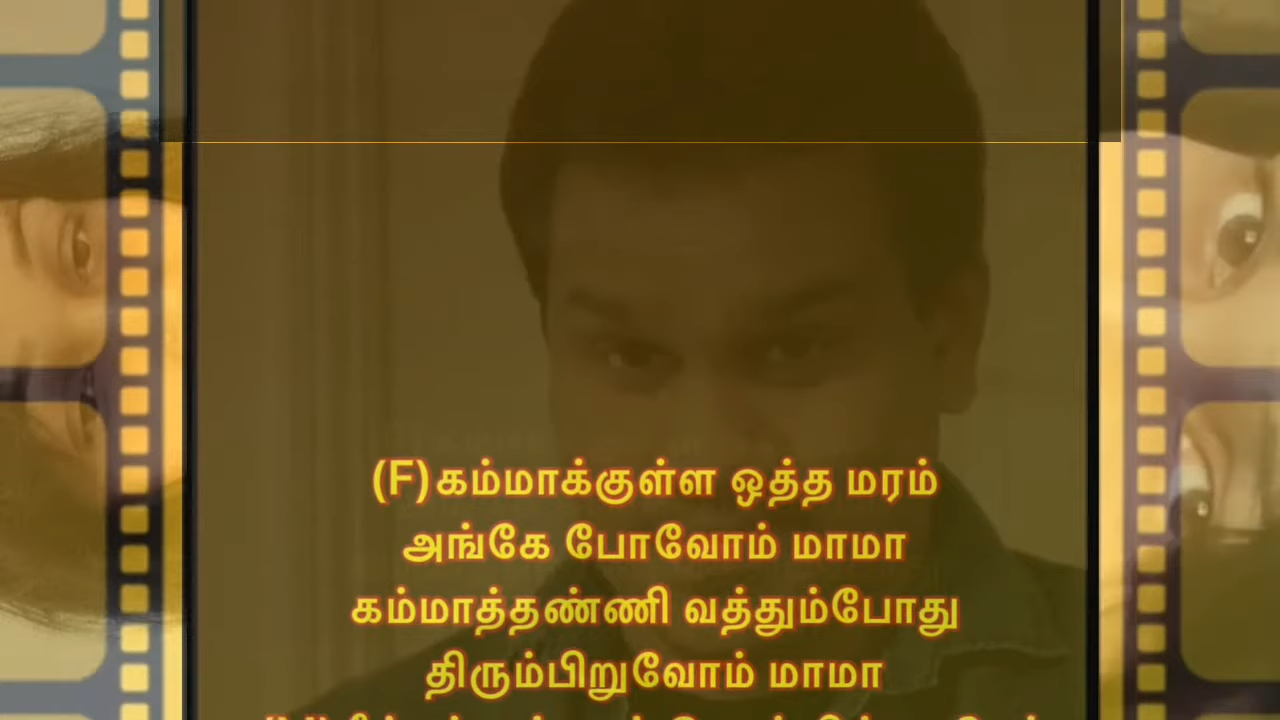 (F)கம்மாக்குள்ள ஒத்த மரம்
அங்கே போவோம் மாமா
கம்மாத்தண்ணி வத்தும்போது
திரும்பிறுவோம் மாமா